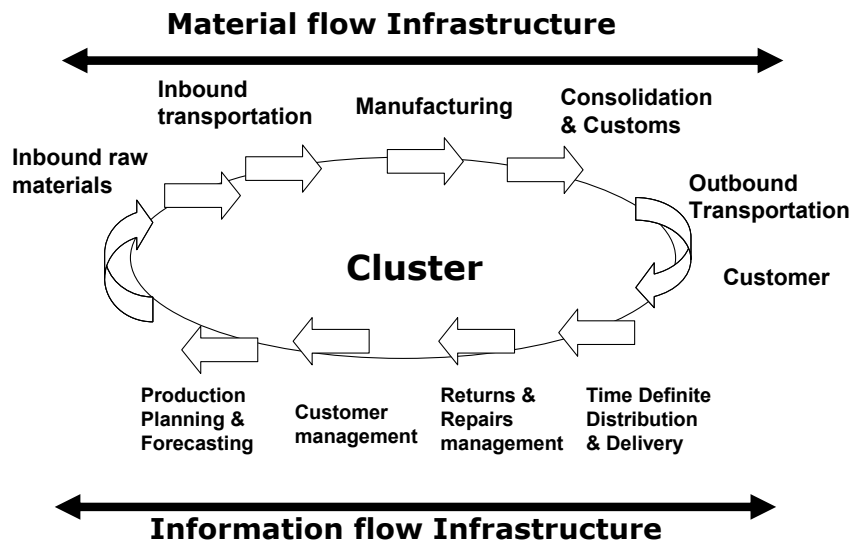 Material flow Infrastructure
Inbound
transportation
Manufacturing
Consolidation
& Customs
Inbound raw
materials
Outbound
Transportation
Cluster
Customer
Production
Planning &
Forecasting
Customer
management
Returns &
Repairs
management
Time Definite
Distribution
& Delivery
Information flow Infrastructure